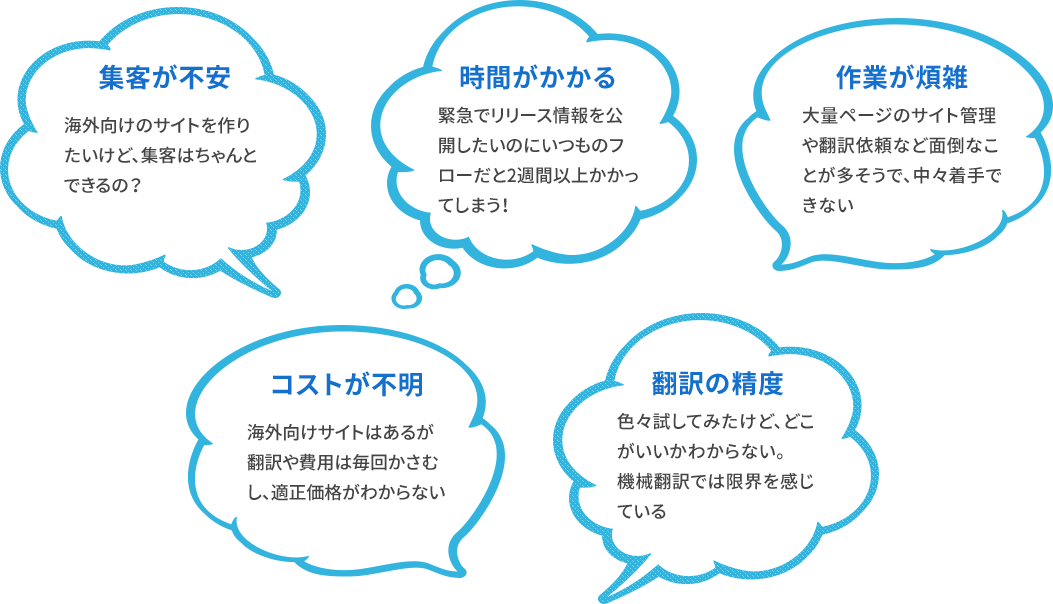 集客が不安
海外向けのサイトを作り
たいけど、集客はちゃんと
できるの？
時間がかかる
緊急でリリース情報を公
開したいのにいつものフ
ローだと2週間以上かかっ
てしまう！
作業が煩雑
大量ページのサイト管理
や翻訳依頼など面倒なこ
とが多そうで、中々着手で
きない
コストが不明
海外向けサイトはあるが
翻訳や費用は毎回かさむ
し、適正価格がわからない
翻訳の精度
色々試してみたけど、どこ
がいいかわからない。
機械翻訳では限界を感じ
ている